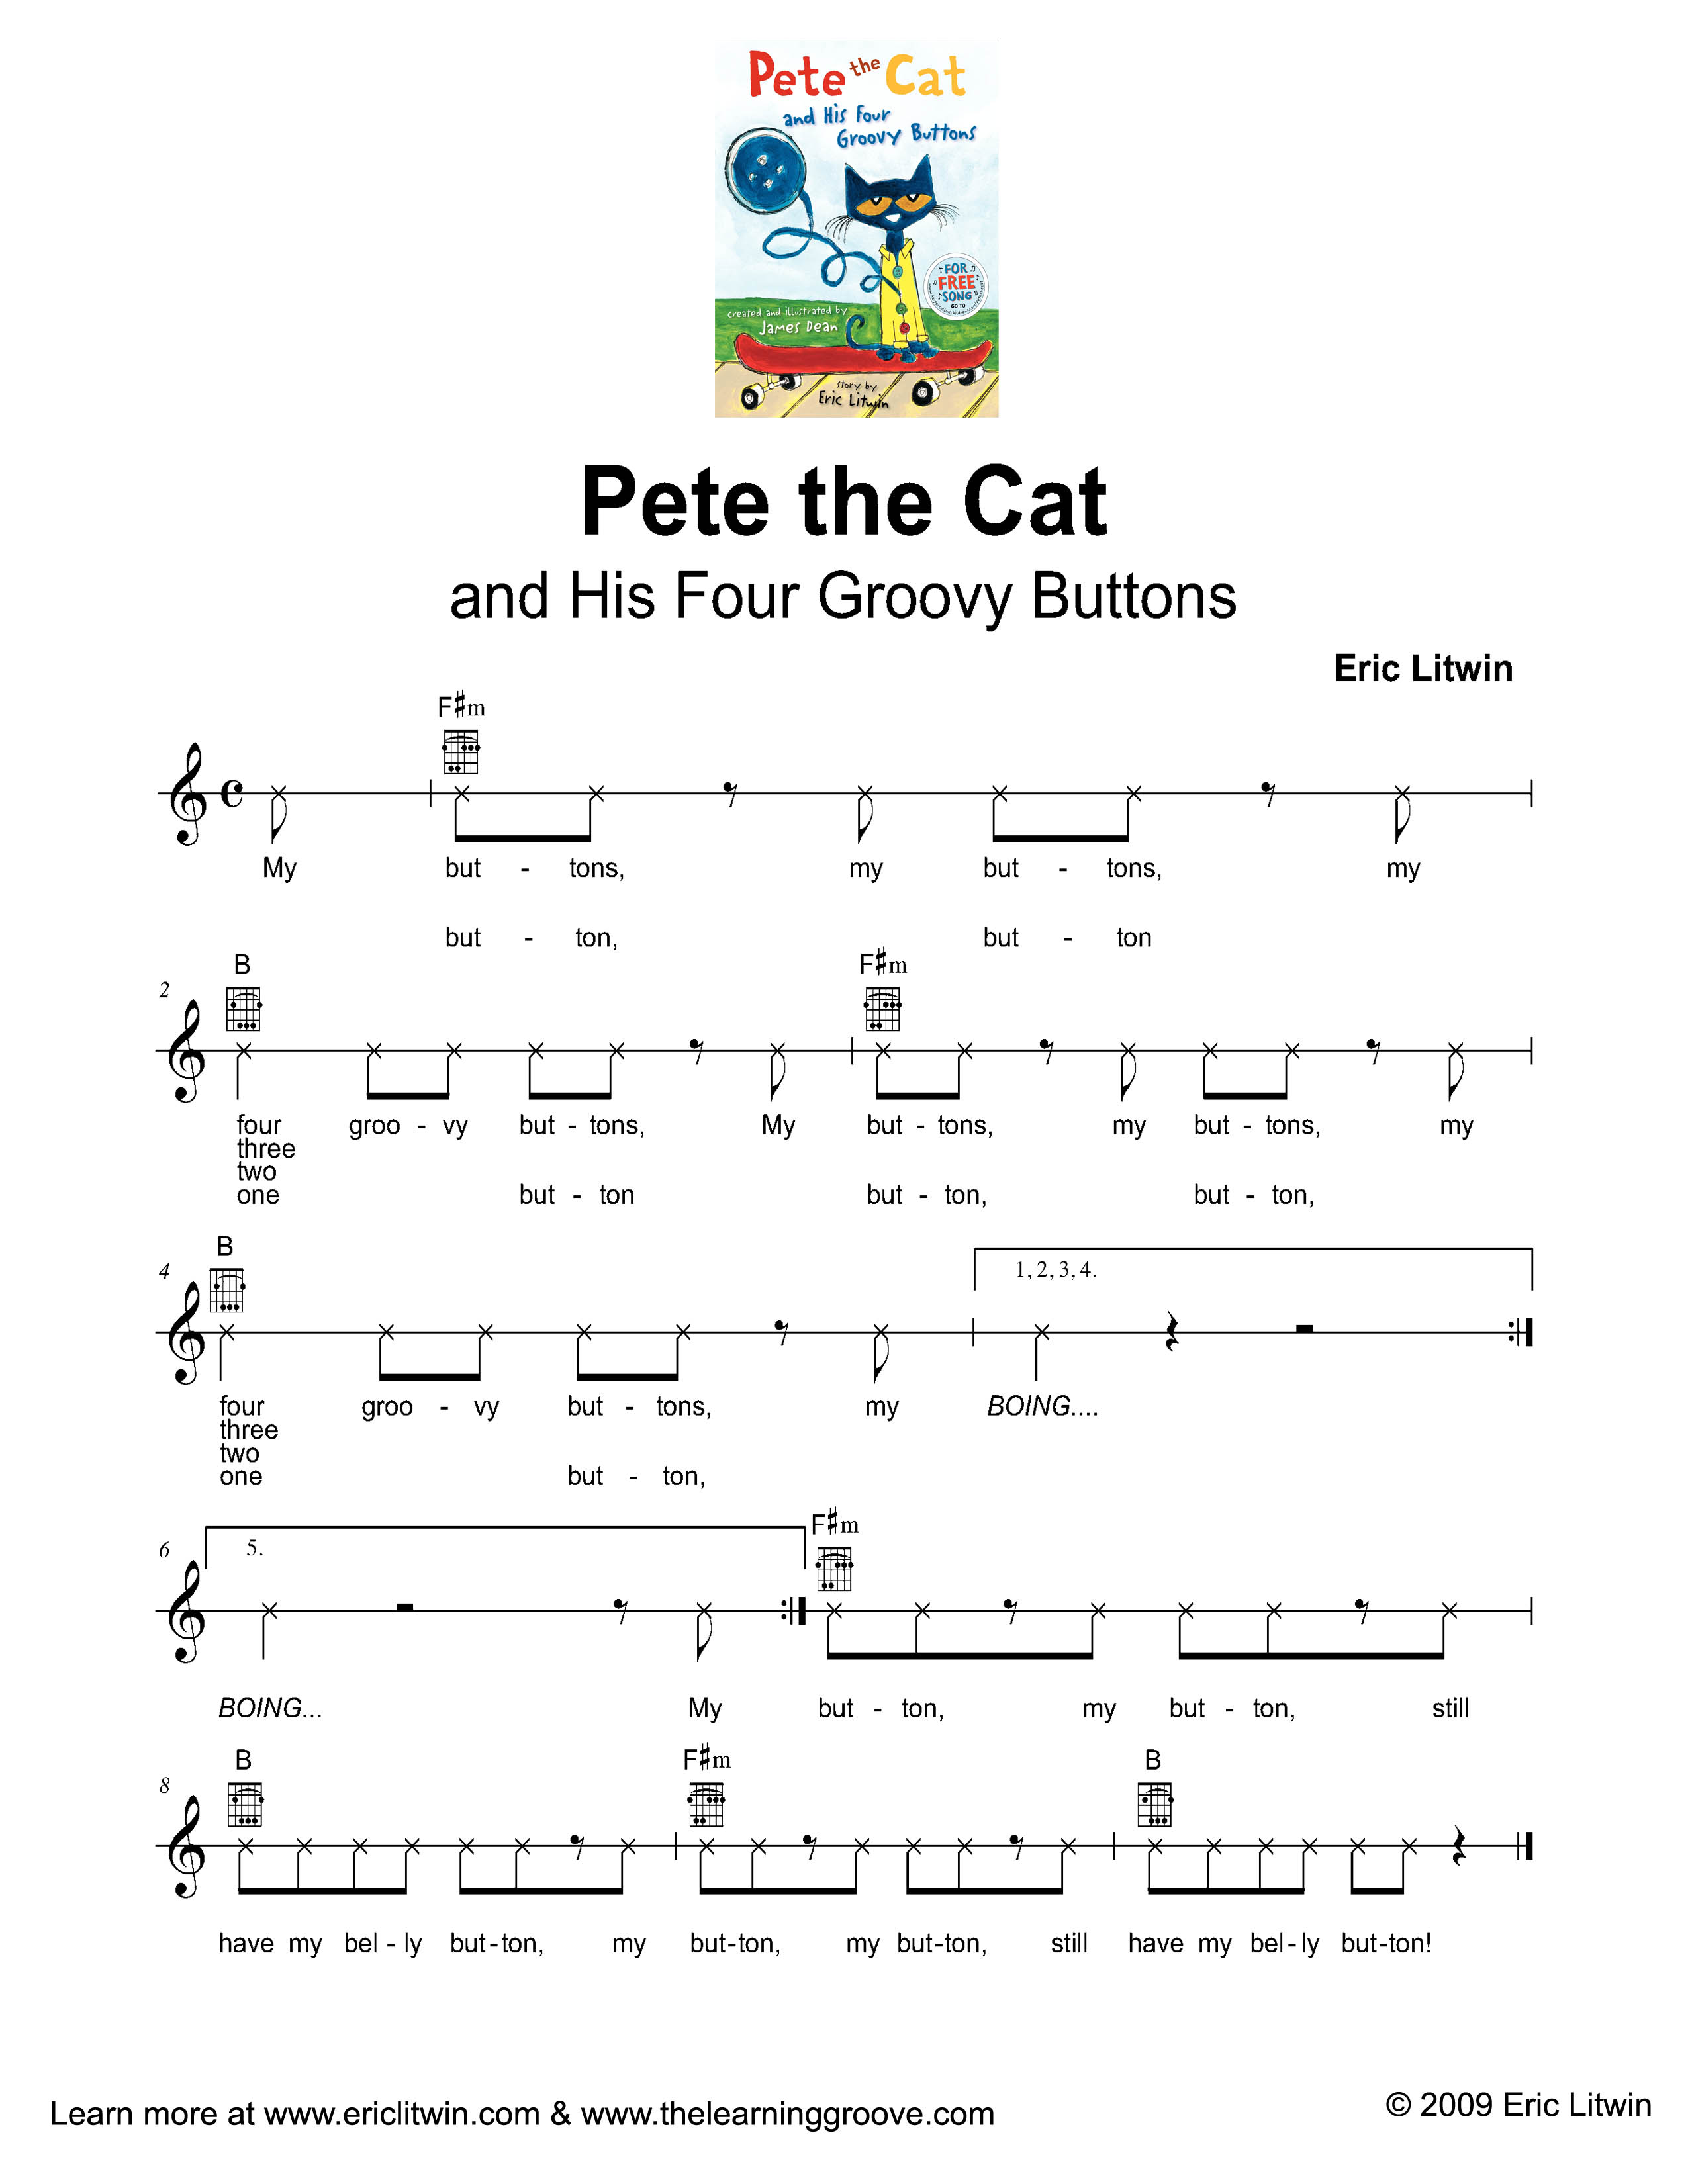 Pete the Cat
and His Four
Groovy Buttons
FOR
FREE
SONG
GO TO
created and illustrated by
James Dean
story by
Eric Litwin
Pete the Cat
and His Four Groovy Buttons
Eric Litwin
F♯m
My but - tons, my but - tons, my
but - ton, but - ton
B F♯m
2
four groo - vy but - tons, My but - tons, my but - tons, my
three
two
one but - ton but - ton, but - ton,
B
4
1, 2, 3, 4.
four groo - vy but - tons, my BOING....
three
two
one but - ton,
F♯m
6
5.
BOING... My but - ton, my but - ton, still
B F♯m B
8
have my bel - ly but - ton, my but - ton, my but - ton, still have my bel - ly but - ton!
Learn more at www.ericlitwin.com & www.thelearninggroove.com
© 2009 Eric Litwin